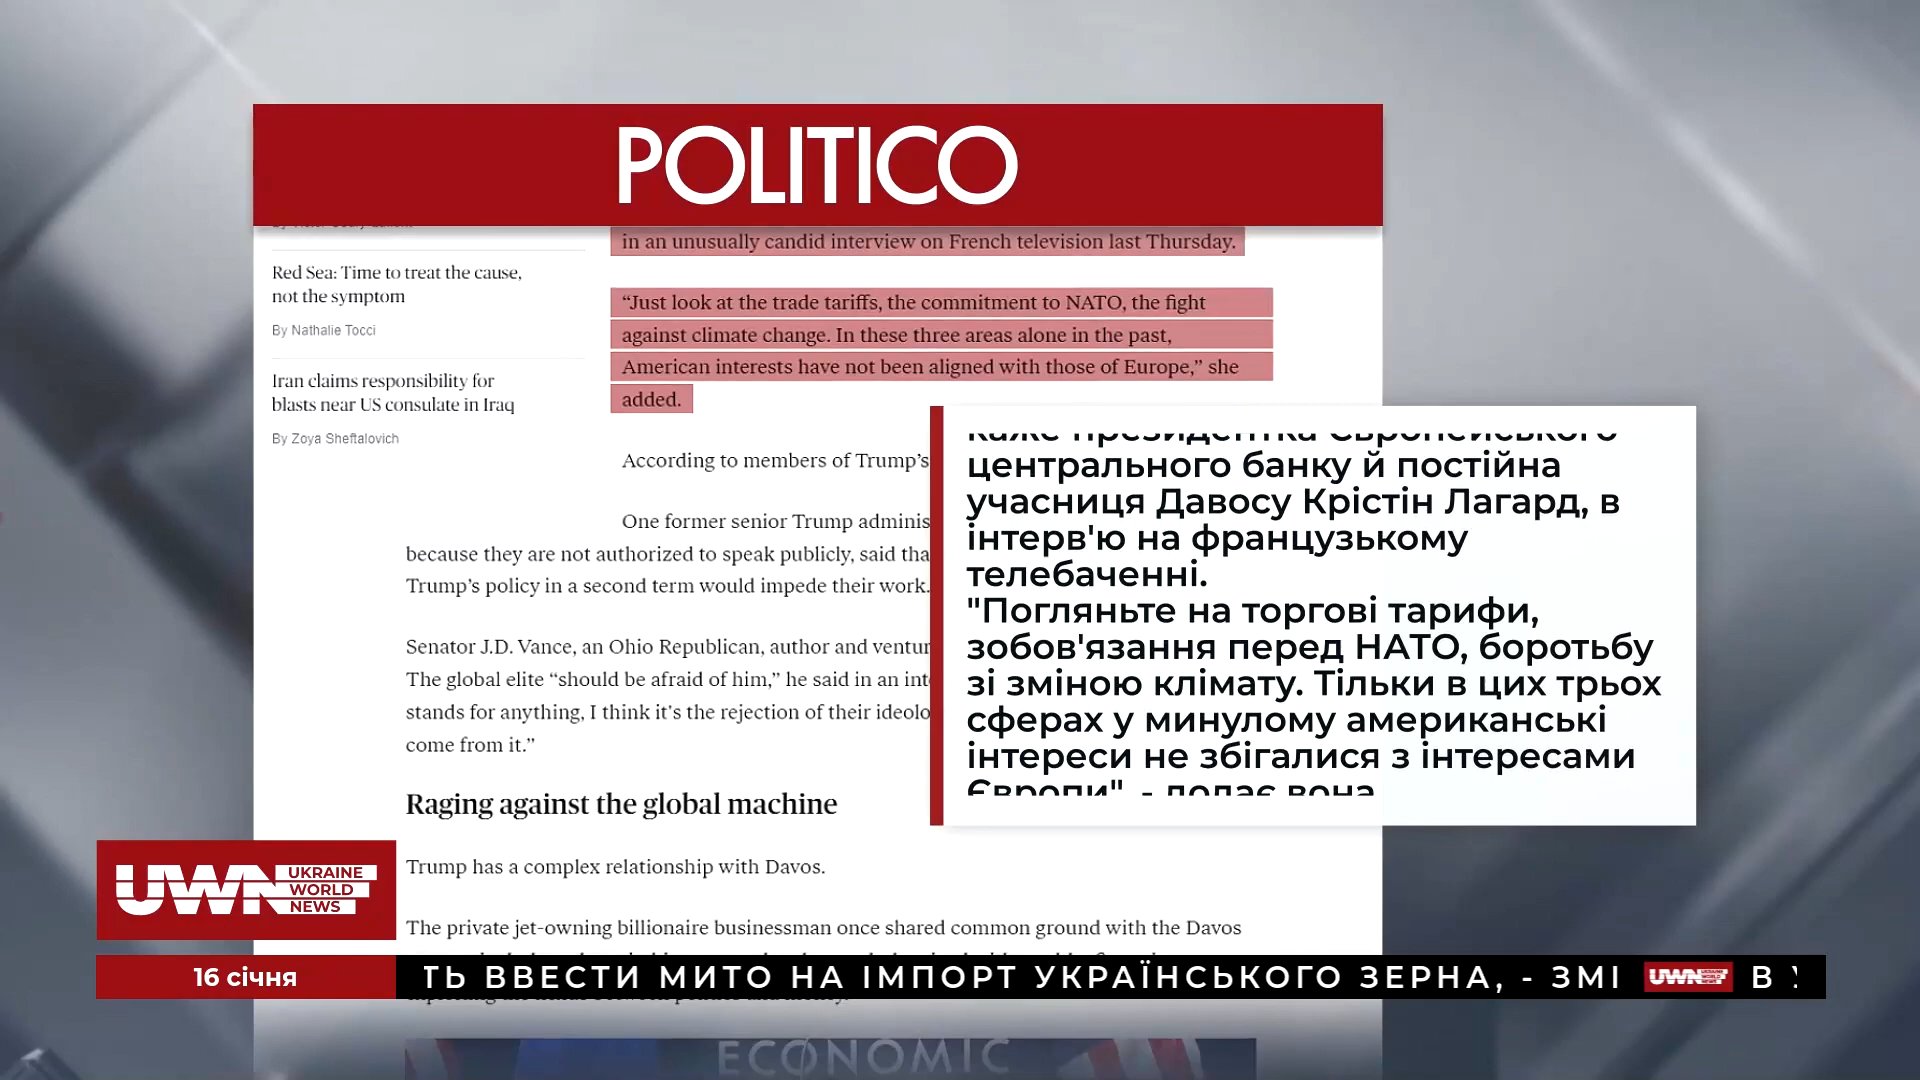 POLITICO
in an unusually candid interview on French television last Thursday.
Red Sea: Time to treat the cause,
not the symptom
By Nathalie Tocci
Iran claims responsibility for
blasts near US consulate in Iraq
By Zoya Sheftalovich
“Just look at the trade tariffs, the commitment to NATO, the fight
against climate change. In these three areas alone in the past,
American interests have not been aligned with those of Europe,” she
added.
According to members of Trump’s
One former senior Trump adminis
because they are not authorized to speak publicly, said tha
Trump’s policy in a second term would impede their work.
Senator J.D. Vance, an Ohio Republican, author and ventur
The global elite “should be afraid of him,” he said in an int
stands for anything, I think it’s the rejection of their ideolo
come from it.”
Raging against the global machine
Trump has a complex relationship with Davos.
The private jet-owning billionaire businessman once shared common ground with the Davos
каже президентка Європейського
центрального банку й постійна
учасниця Давосу Крістін Лагард, в
інтерв'ю на французькому
телебаченні.
"Погляньте на торгові тарифи,
зобов'язання перед НАТО, боротьбу
зі зміною клімату. Тільки в цих трьох
сферах у минулому американські
інтереси не збігалися з інтересами
Європи", - додає вона
UWN UKRAINE
WORLD
NEWS
16 січня
ТЬ ВВЕСТИ МИТО НА ІМПОРТ УКРАЇНСЬКОГО ЗЕРНА, - ЗМІ UWN В
ECONOMIC